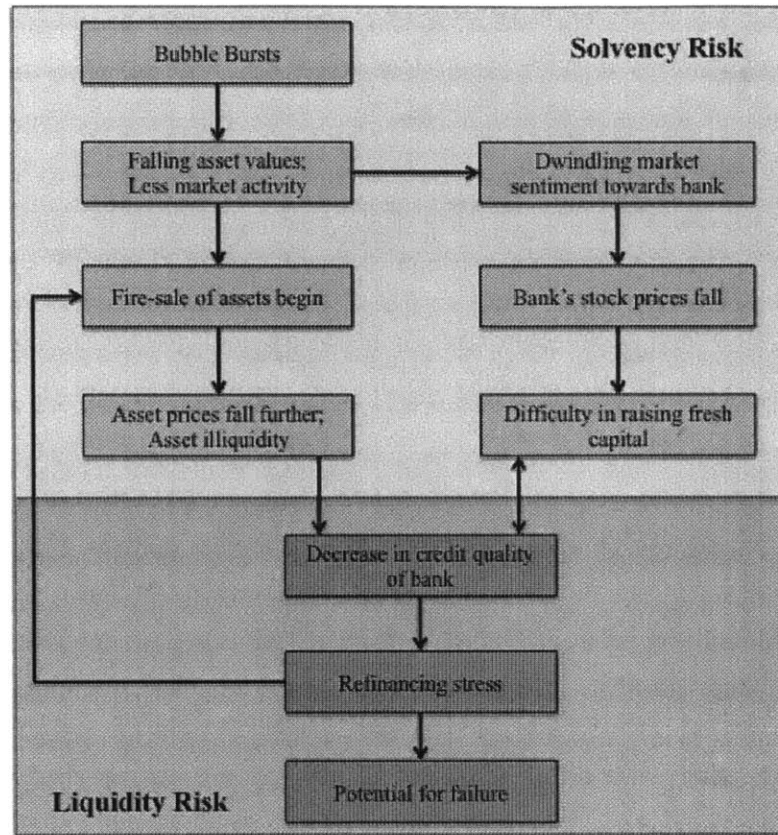 Bubble Bursts
Solvency Risk
Falling asset values;
Less market activity
Dwindling market
sentiment towards bank
Fire-sale of assets begin
Bank's stock prices fall
Asset prices fall further;
Asset illiquidity
Difficulty in raising fresh
capital
Decrease in credit quality
of bank
Refinancing stress
Potential for failure
Liquidity Risk